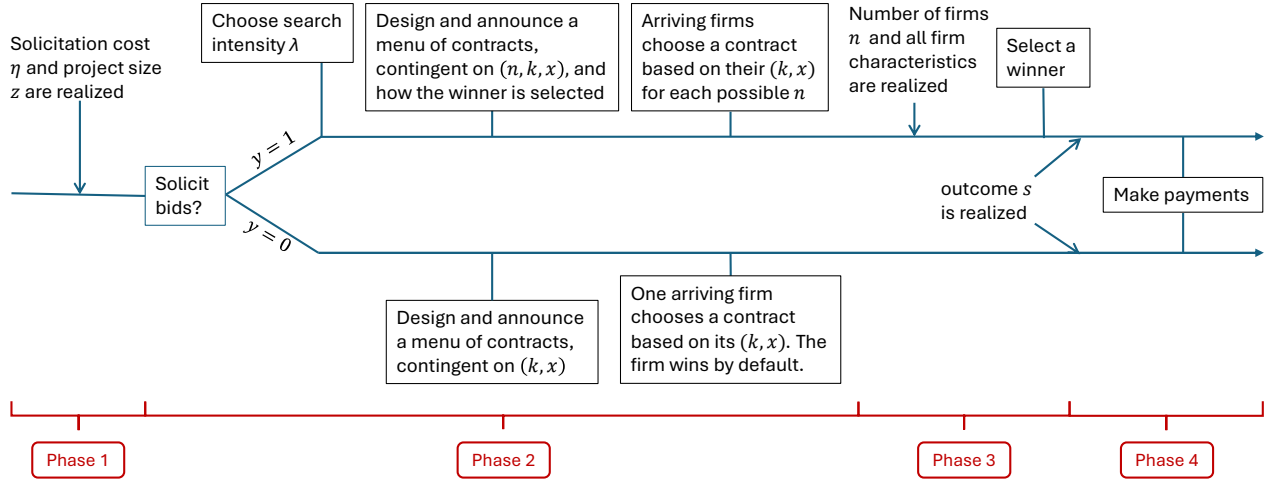 Solicitation cost
η and project size
z are realized
Solicit
bids?
y = 1
y = 0
Choose search
intensity λ
Design and announce a
menu of contracts,
contingent on (n, k, x), and
how the winner is selected
Arriving firms
choose a contract
based on their (k, x)
for each possible n
Number of firms
n and all firm
characteristics
are realized
Select a
winner
outcome s
is realized
Make payments
Design and announce
a menu of contracts,
contingent on (k, x)
One arriving firm
chooses a contract
based on its (k, x). The
firm wins by default.
Phase 1
Phase 2
Phase 3
Phase 4